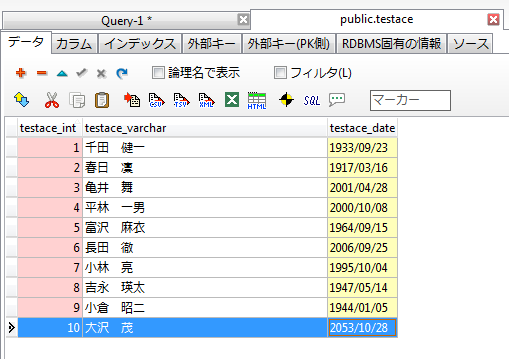 Query-1 * public.testace
データ カラム インデックス 外部キー 外部キー(PK側) RDBMS固有の情報 ソース
論理名で表示 フィルタ(L)
CSV TSV XML HTML SQL マーカー
testace_int testace_varchar testace_date
1 千田　健一 1933/09/23
2 春日　凜 1917/03/16
3 亀井　舞 2001/04/28
4 平林　一男 2000/10/08
5 富沢　麻衣 1964/09/15
6 長田　徹 2006/09/25
7 小林　亮 1995/10/04
8 吉永　瑛太 1947/05/14
9 小倉　昭二 1944/01/05
10 大沢　茂 2053/10/28